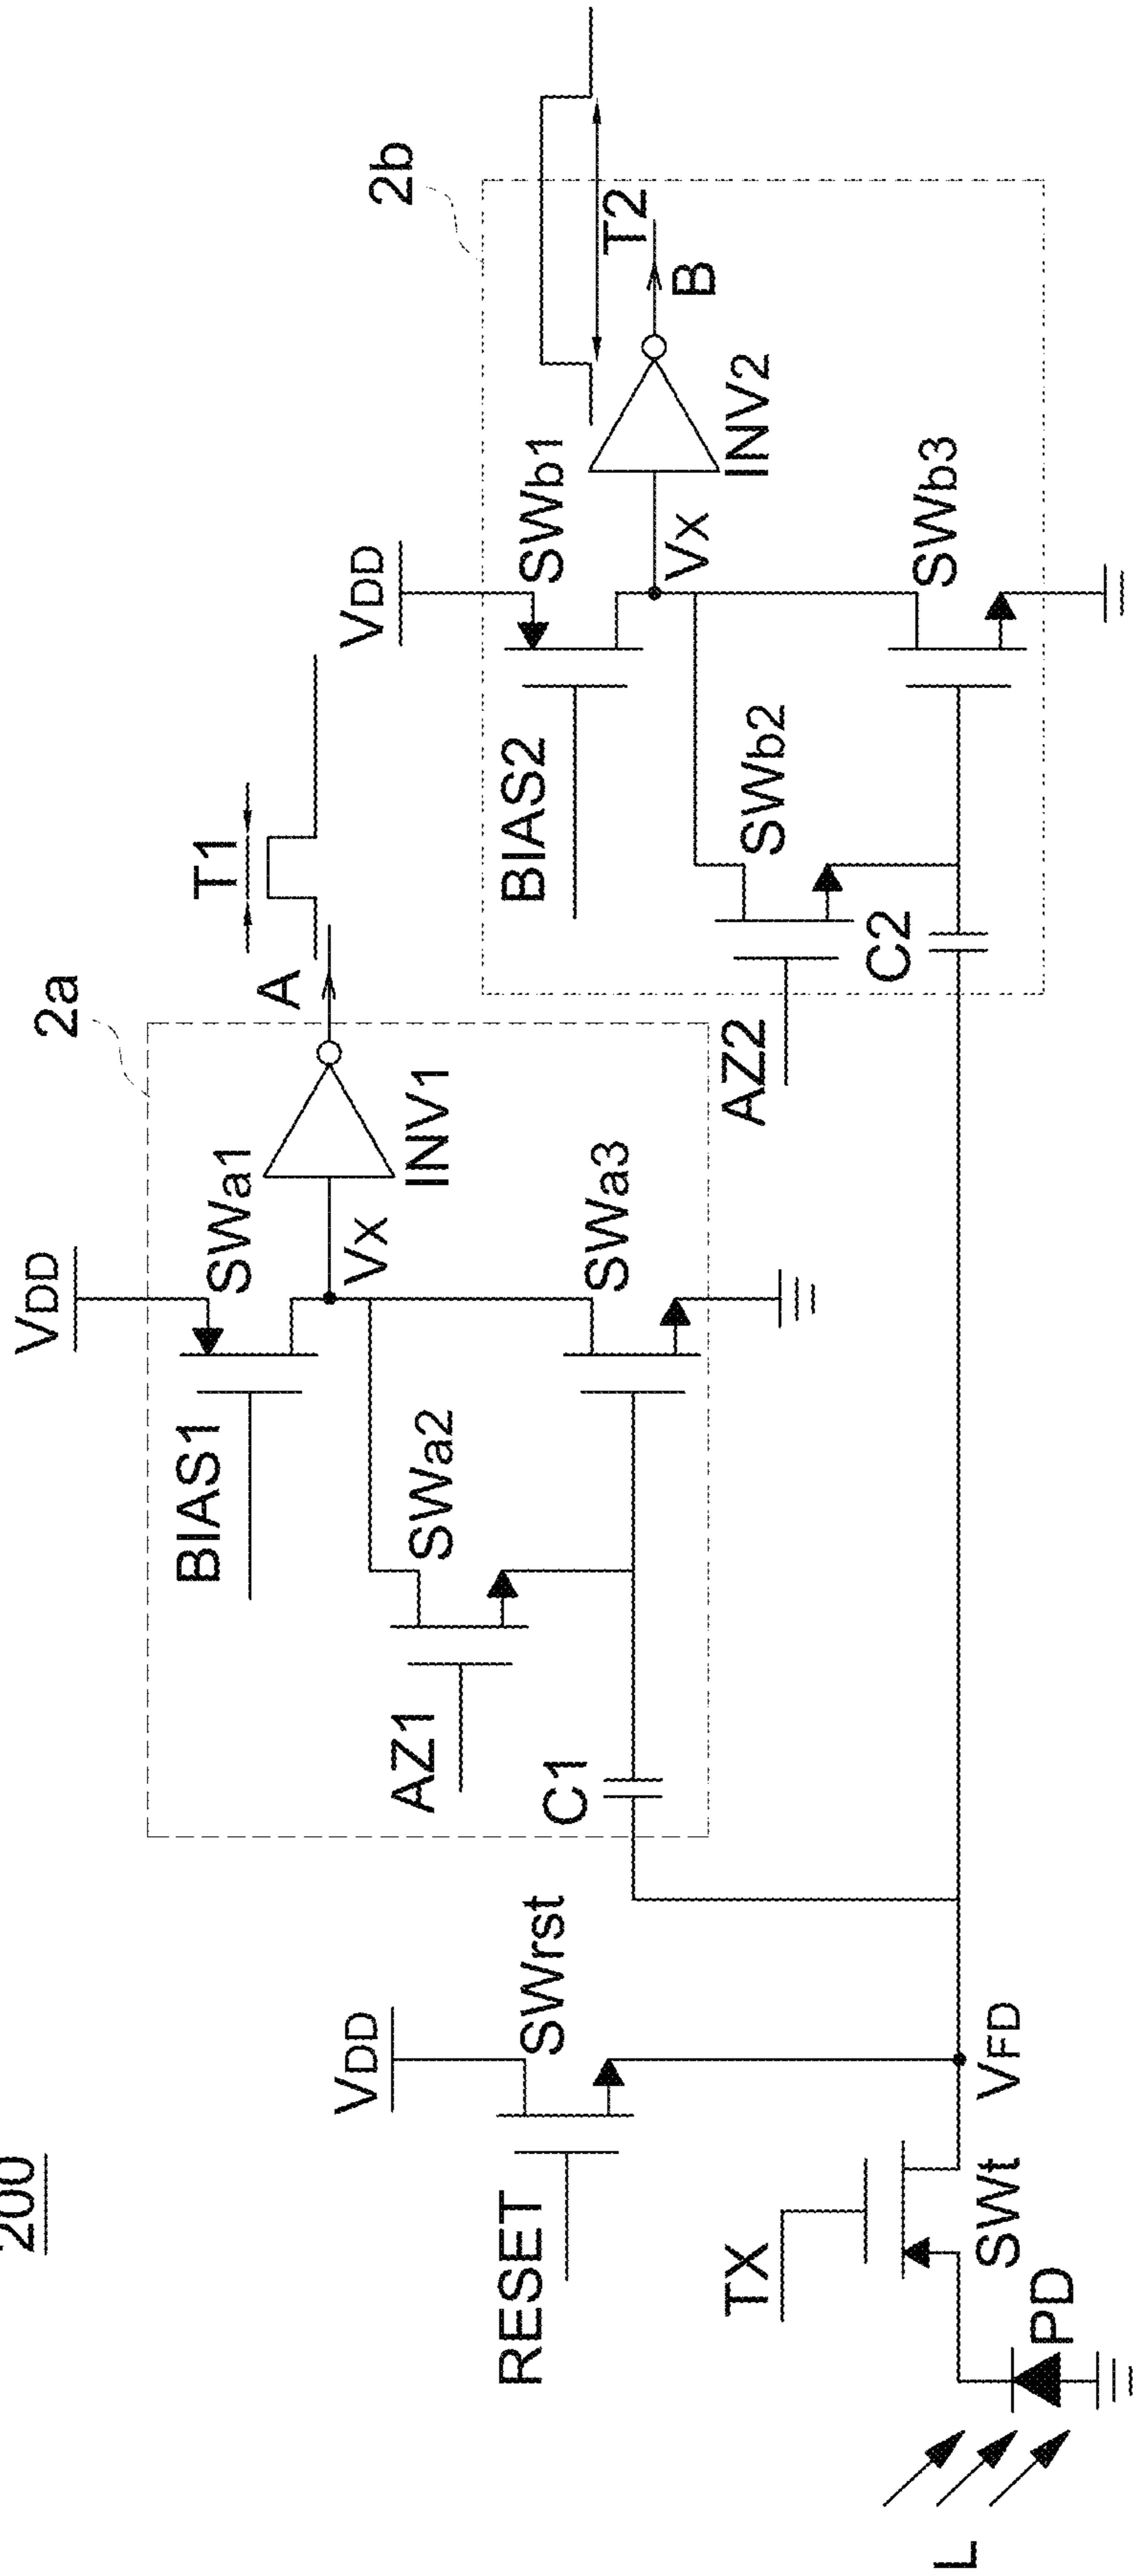 200
L
PD
TX
SWt
VFD
RESET
SWrst
VDD
2a
VDD
BIAS1
SWa1
AZ1
SWa2
C1
SWa3
VX
INV1
A
T1
2b
VDD
BIAS2
SWb1
AZ2
SWb2
C2
SWb3
VX
INV2
B
T2